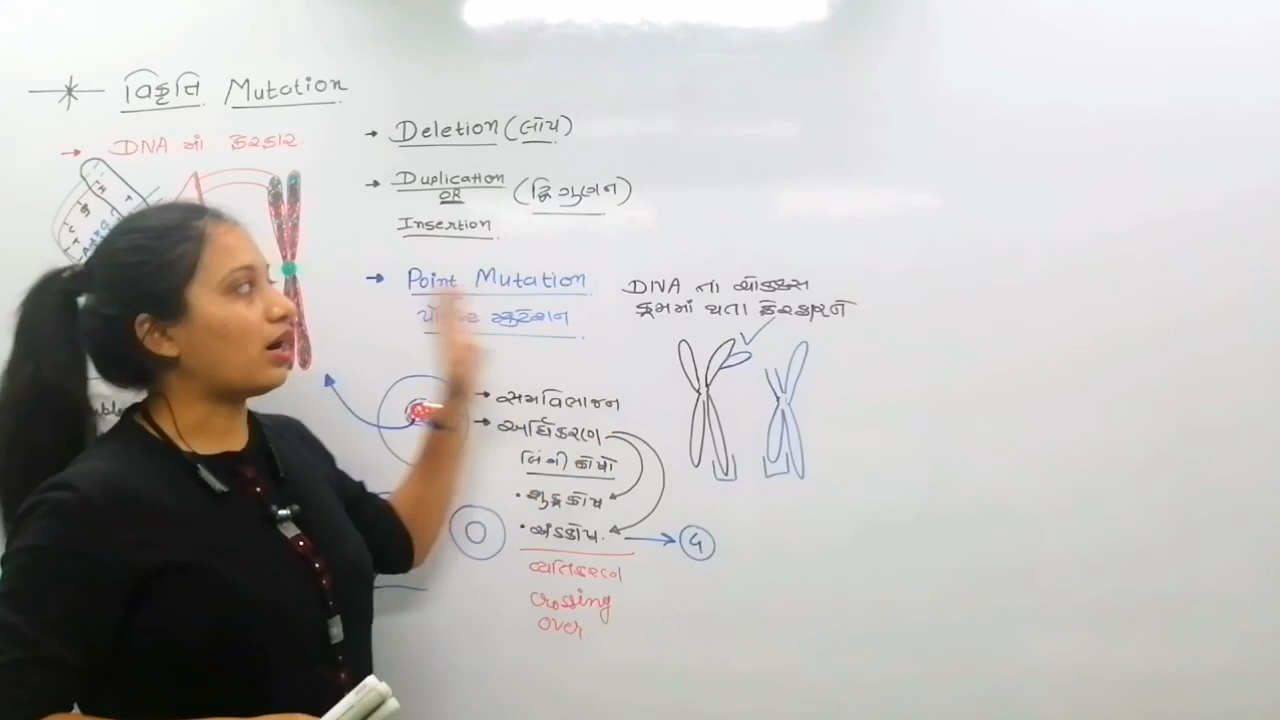 વિકૃતિ Mutation
→ DNA માં ફેરફાર.
→ Deletion (લોપ)
→ Duplication
OR
(દ્વિગુણન)
Insertion
→ Point Mutation
મ્યુટેશન
DNA ના ચોક્કસ
ક્રમમાં થતા ફેરફારને
→ સમવિભાજન
→ અર્ધિકરણ
લિંગી કોષો
• શુક્રકોષ
• અંડકોષ.
વ્યતિકરણ
Crossing
Over.